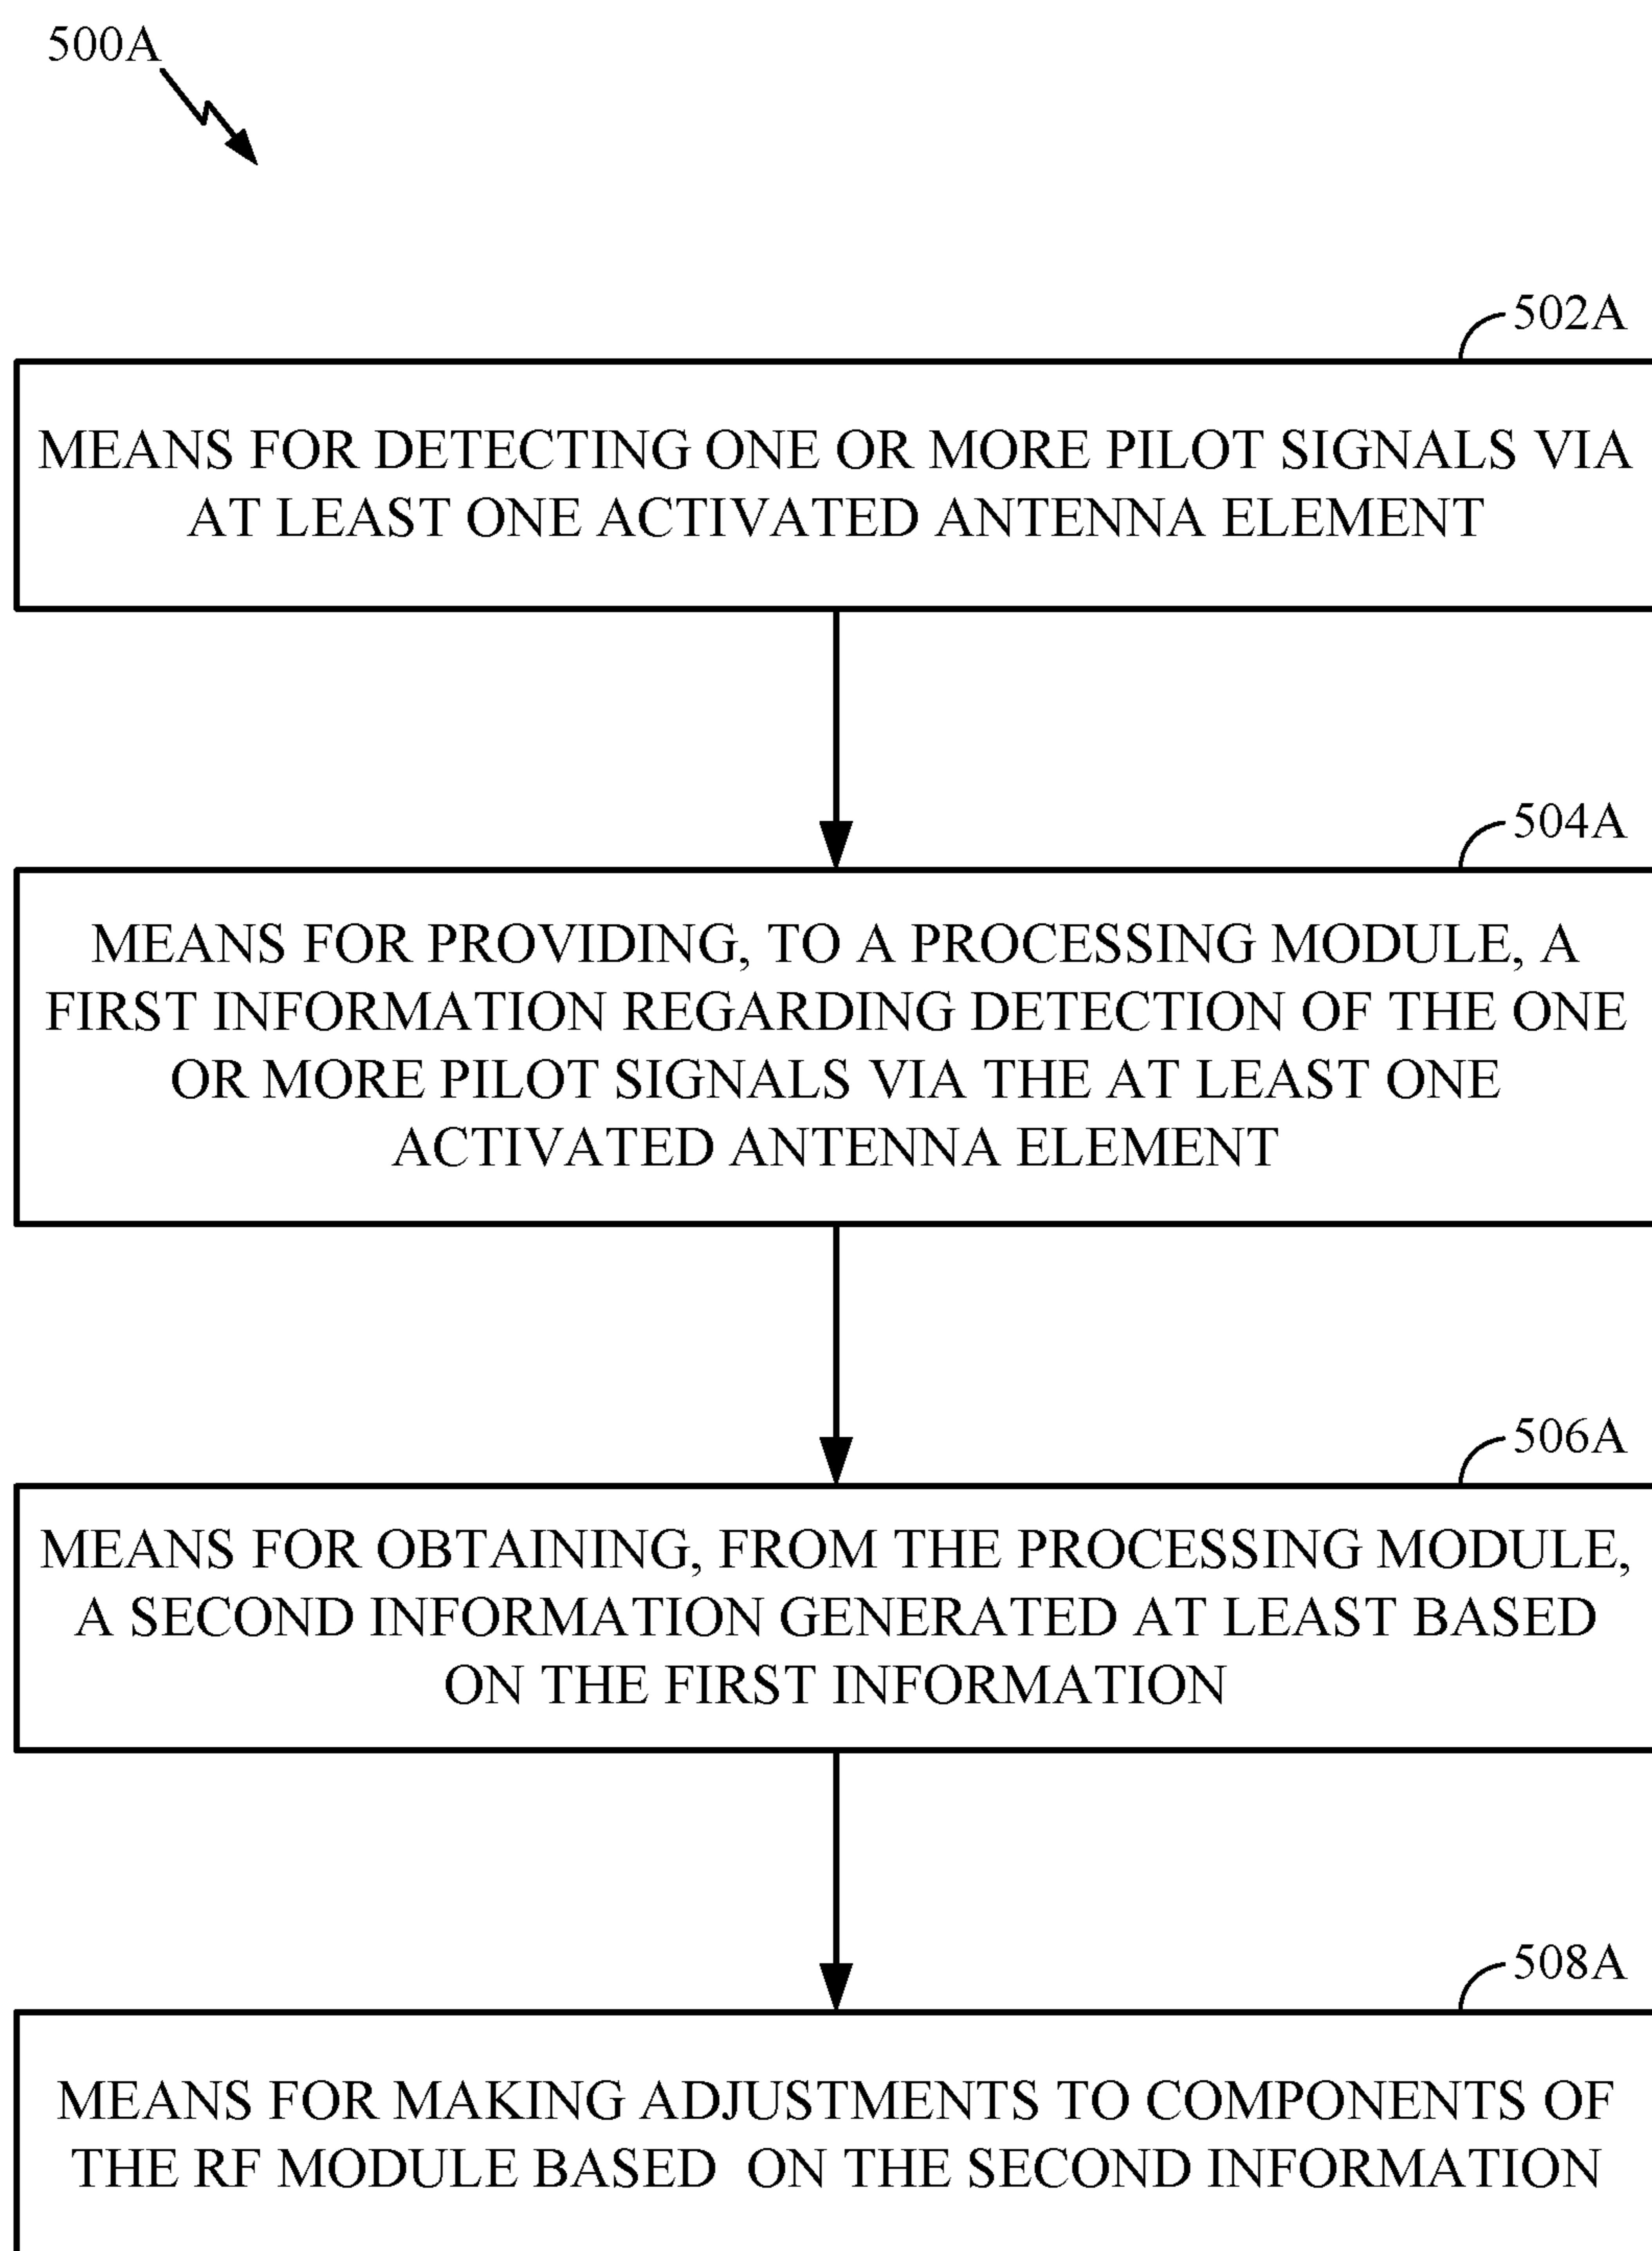 500A
502A
MEANS FOR DETECTING ONE OR MORE PILOT SIGNALS VIA
AT LEAST ONE ACTIVATED ANTENNA ELEMENT
504A
MEANS FOR PROVIDING, TO A PROCESSING MODULE, A
FIRST INFORMATION REGARDING DETECTION OF THE ONE
OR MORE PILOT SIGNALS VIA THE AT LEAST ONE
ACTIVATED ANTENNA ELEMENT
506A
MEANS FOR OBTAINING, FROM THE PROCESSING MODULE,
A SECOND INFORMATION GENERATED AT LEAST BASED
ON THE FIRST INFORMATION
508A
MEANS FOR MAKING ADJUSTMENTS TO COMPONENTS OF
THE RF MODULE BASED ON THE SECOND INFORMATION